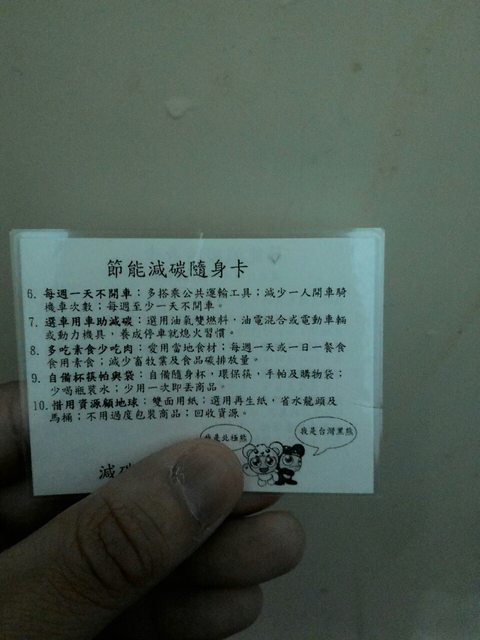 節能減碳隨身卡
6. 每週一天不開車：多搭乘公共運輸工具；減少一人開車騎
機車次數；每週至少一天不開車。
7. 選車用車助減碳：選用油氣雙燃料，油電混合或電動車輛
或動力機具，養成停車就熄火習慣。
8. 多吃素食少吃肉：愛用當地食材；每週一天或一日一餐食
食用素食；減少畜牧業及食品碳排放量。
9. 自備杯筷帕與袋：自備隨身杯，環保筷，手帕及購物袋；
少喝瓶裝水；少用一次即丟商品。
10. 惜用資源顧地球：雙面用紙；選用再生紙，省水龍頭及
馬桶；不用過度包裝商品；回收資源。
我是北極熊
我是台灣黑熊
減碳